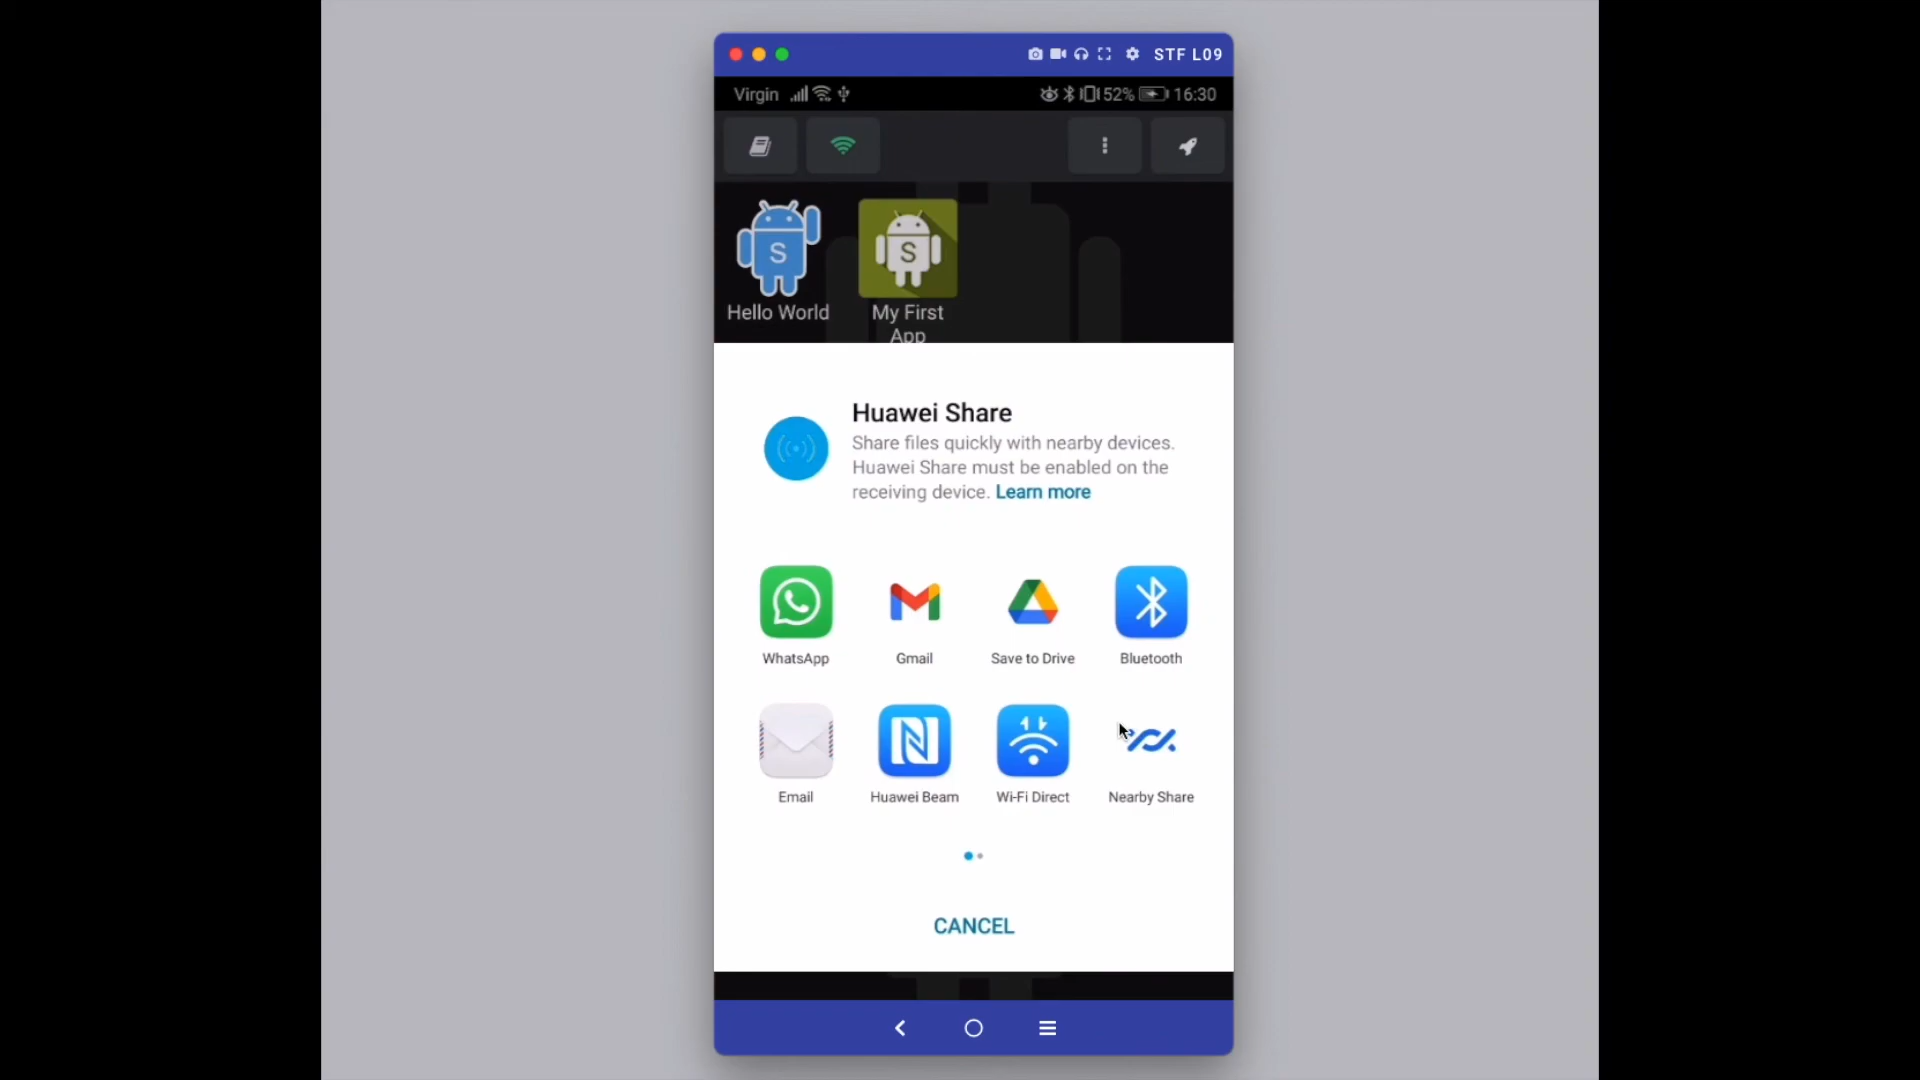 STF L09
Virgin 52% 16:30
S S
Hello World My First
App
Huawei Share
Share files quickly with nearby devices.
Huawei Share must be enabled on the
receiving device. Learn more
WhatsApp Gmail Save to Drive Bluetooth
Email Huawei Beam Wi-Fi Direct Nearby Share
CANCEL